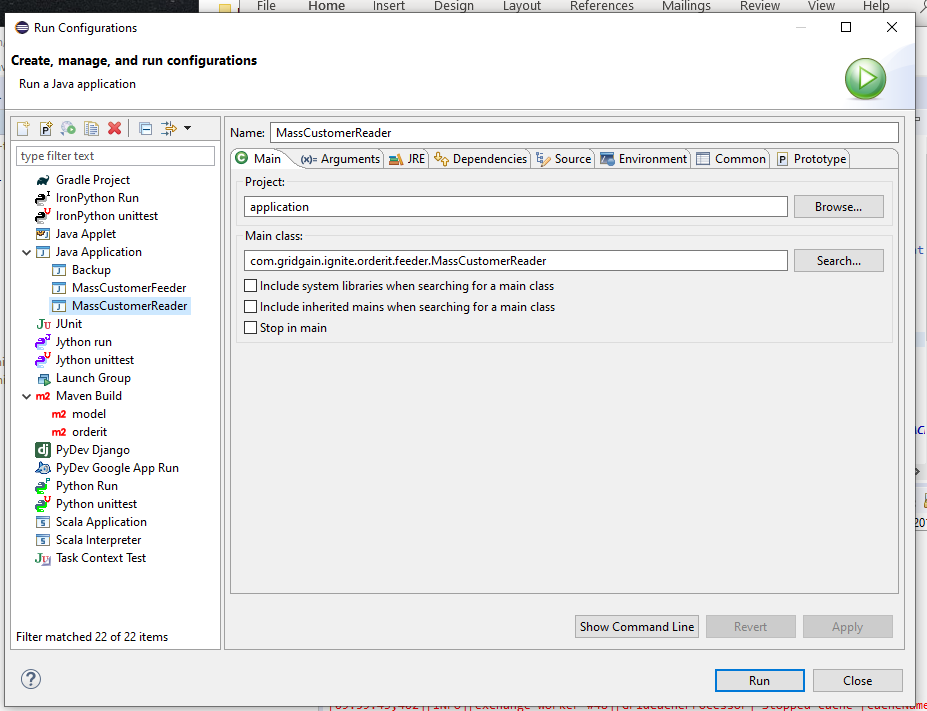 File Home Insert Design Layout References Mailings Review View Help
Run Configurations
Create, manage, and run configurations
Run a Java application
type filter text
Gradle Project
IronPython Run
IronPython unittest
Java Applet
Java Application
Backup
MassCustomerFeeder
MassCustomerReader
JUnit
Jython run
Jython unittest
Launch Group
m2 Maven Build
m2 model
m2 orderit
dj PyDev Django
PyDev Google App Run
Python Run
Python unittest
Scala Application
Scala Interpreter
Task Context Test
Filter matched 22 of 22 items
Name: MassCustomerReader
Main (x)= Arguments JRE Dependencies Source Environment Common Prototype
Project:
application Browse...
Main class:
com.gridgain.ignite.orderit.feeder.MassCustomerReader Search...
Include system libraries when searching for a main class
Include inherited mains when searching for a main class
Stop in main
Show Command Line Revert Apply
Run Close